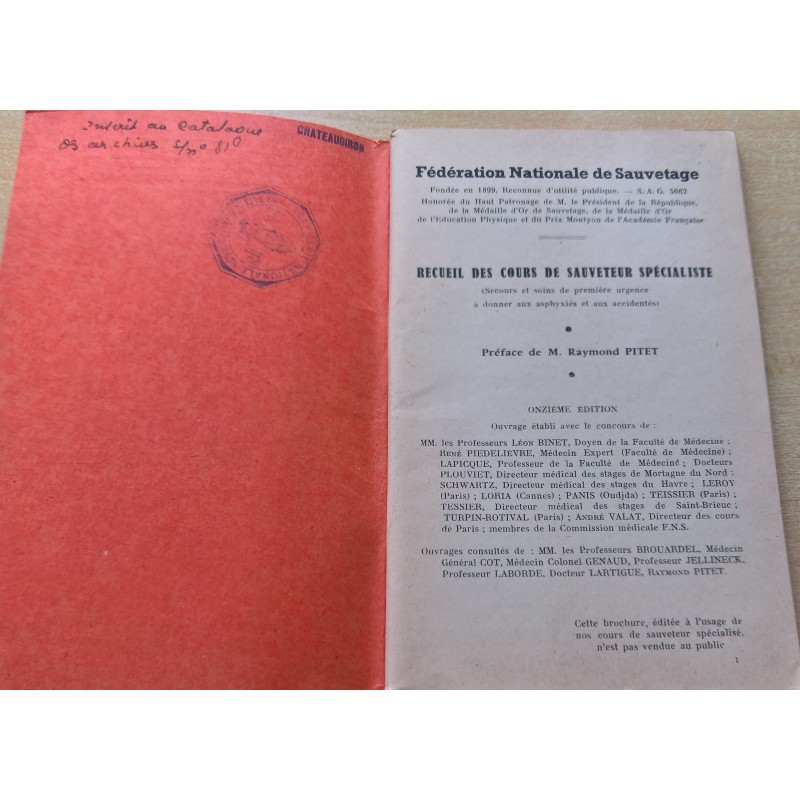 Inscrit au Catalogue
CHATEAUDIRON
NATIONALE
Fédération Nationale de Sauvetage
Fondée en 1899, Reconnue d'utilité publique. — S. A. G. 5662
Honorée du Haut Patronage de M. le Président de la République,
de la Médaille d'Or de Sauvetage, de la Médaille d'Or
de l'Education Physique et du Prix Montyon de l'Académie Française
RECUEIL DES COURS DE SAUVETEUR SPÉCIALISTE
(Secours et soins de première urgence
à donner aux asphyxiés et aux accidentés)
Préface de M. Raymond PITET
ONZIEME ÉDITION
Ouvrage établi avec le concours de :
MM. les Professeurs LÉON BINET, Doyen de la Faculté de Médecine ;
RENÉ PIEDELIEVRE, Médecin Expert (Faculté de Médecine) ;
LAPICQUE, Professeur de la Faculté de Médecine ; Docteurs
PLOUVIET, Directeur médical des stages de Mortagne du Nord :
SCHWARTZ, Directeur médical des stages du Havre ; LEROY
(Paris) ; LORIA (Cannes) ; PANIS (Oudjda) ; TEISSIER (Paris) ;
TESSIER, Directeur médical des stages de Saint-Brieuc ;
TURPIN-ROTIVAL (Paris) ; ANDRÉ VALAT, Directeur des cours
de Paris ; membres de la Commission médicale F.N.S.
Ouvrages consultés de : MM. les Professeurs BROUARDEL, Médecin
Général COT, Médecin Colonel GENAUD, Professeur JELLINECK,
Professeur LABORDE, Docteur LARTIGUE, RAYMOND PITET.
Cette brochure, éditée à l'usage de
nos cours de sauveteur spécialisé,
n'est pas vendue au public
1